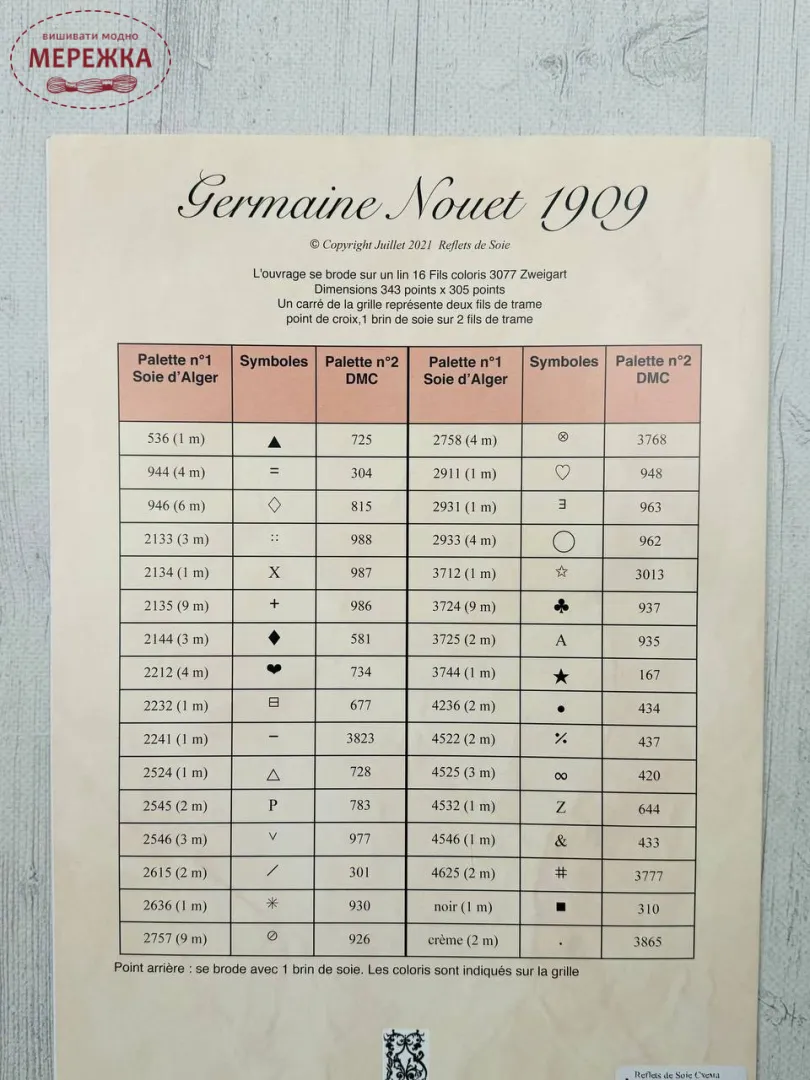 вишивати модно
МЕРЕЖКА
Germaine Nouet 1909
© Copyright Juillet 2021 Reflets de Soie
L'ouvrage se brode sur un lin 16 Fils coloris 3077 Zweigart
Dimensions 343 points x 305 points
Un carré de la grille représente deux fils de trame
point de croix,1 brin de soie sur 2 fils de trame
Palette n°1 Soie d'Alger Symboles Palette n°2 DMC Palette n°1 Soie d'Alger Symboles Palette n°2 DMC
536 (1 m) ▲ 725 2758 (4 m) ⊗ 3768
944 (4 m) = 304 2911 (1 m) ♡ 948
946 (6 m) ◇ 815 2931 (1 m) ∃ 963
2133 (3 m) :: 988 2933 (4 m) ◯ 962
2134 (1 m) X 987 3712 (1 m) ☆ 3013
2135 (9 m) + 986 3724 (9 m) ♣ 937
2144 (3 m) ♦ 581 3725 (2 m) A 935
2212 (4 m) ❤ 734 3744 (1 m) ★ 167
2232 (1 m) ⊟ 677 4236 (2 m) ● 434
2241 (1 m) − 3823 4522 (2 m) ٪ 437
2524 (1 m) △ 728 4525 (3 m) ∞ 420
2545 (2 m) P 783 4532 (1 m) Z 644
2546 (3 m) v 977 4546 (1 m) & 433
2615 (2 m) / 301 4625 (2 m) # 3777
2636 (1 m) ✳ 930 noir (1 m) ■ 310
2757 (9 m) ⊘ 926 crème (2 m) . 3865
Point arrière : se brode avec 1 brin de soie. Les coloris sont indiqués sur la grille
Reflets de Soie Схема